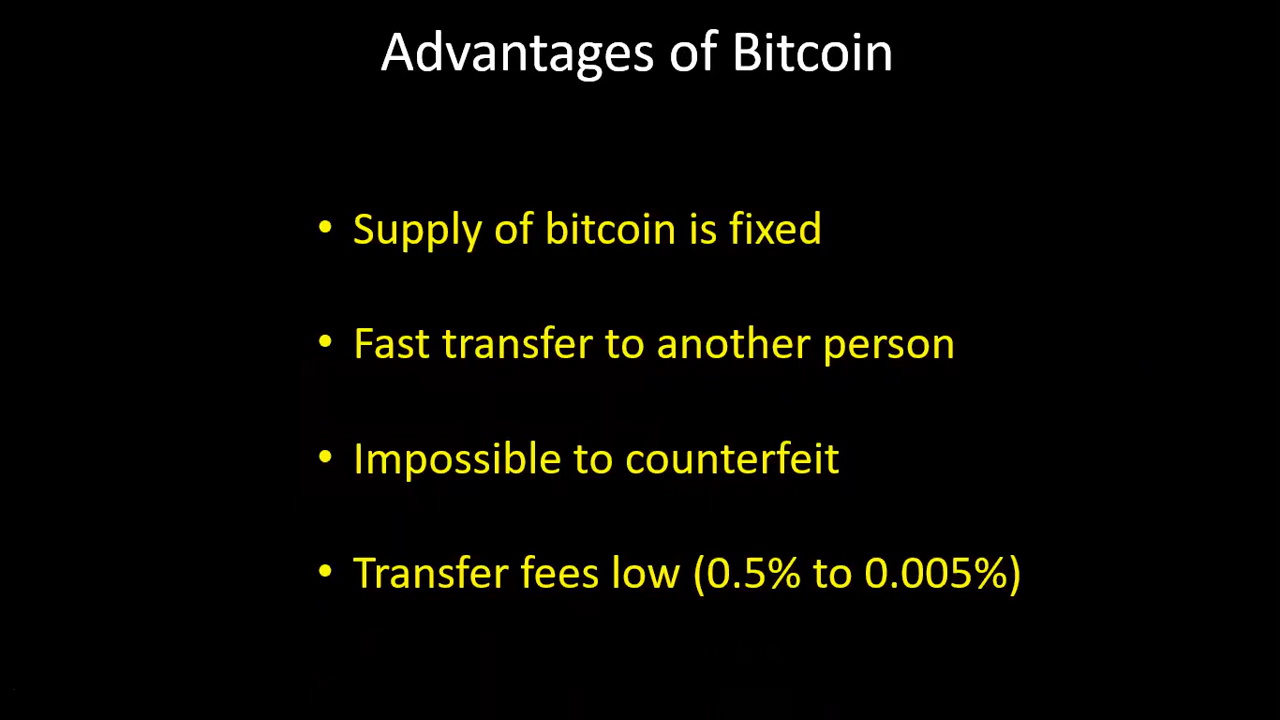 Advantages of Bitcoin
• Supply of bitcoin is fixed
• Fast transfer to another person
• Impossible to counterfeit
• Transfer fees low (0.5% to 0.005%)